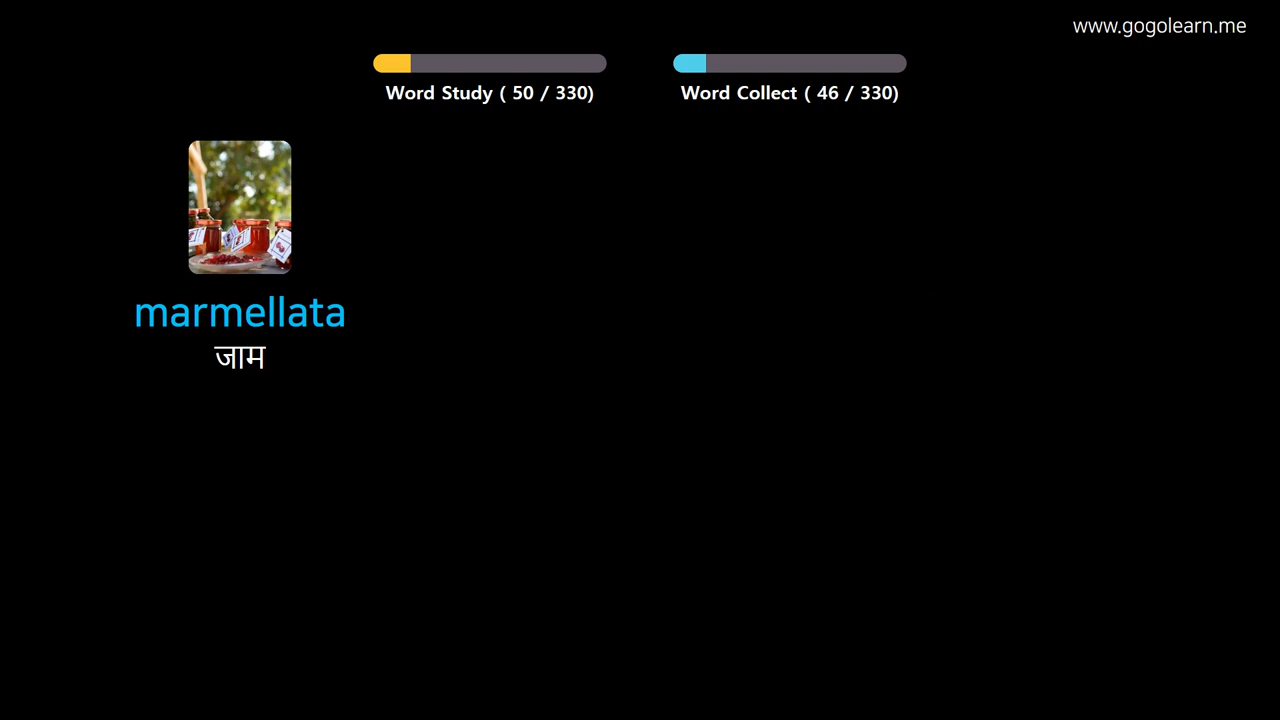 www.gogolearn.me
Word Study ( 50 / 330)
Word Collect ( 46 / 330)
marmellata
जाम